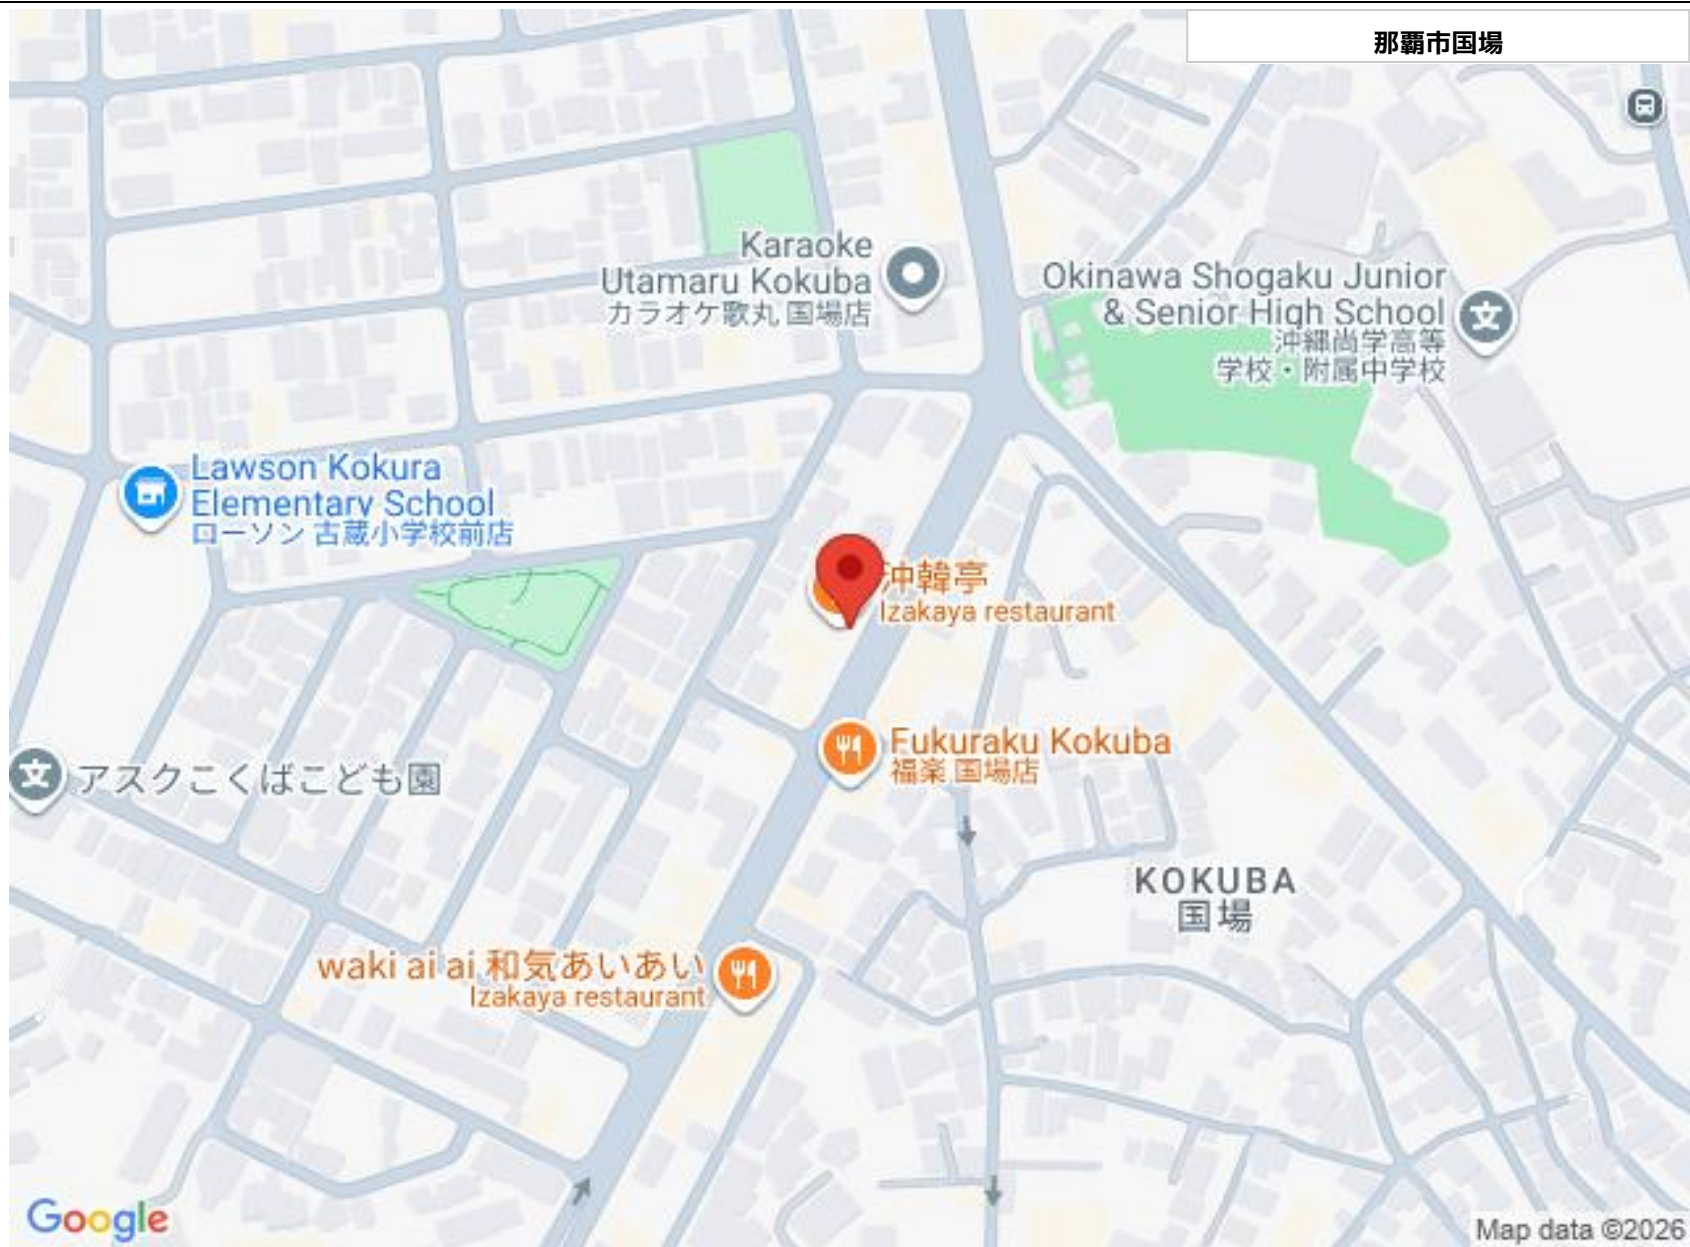 那覇市国場
Karaoke
Utamaru Kokuba
カラオケ歌丸 国場店
Okinawa Shogaku Junior
& Senior High School
沖縄尚学高等
学校・附属中学校
Lawson Kokura
Elementary School
ローソン 古蔵小学校前店
沖韓亭
Izakaya restaurant
Fukuraku Kokuba
福楽 国場店
アスクこくばこども園
KOKUBA
国場
waki ai ai 和気あいあい
Izakaya restaurant
Google
Map data ©2026